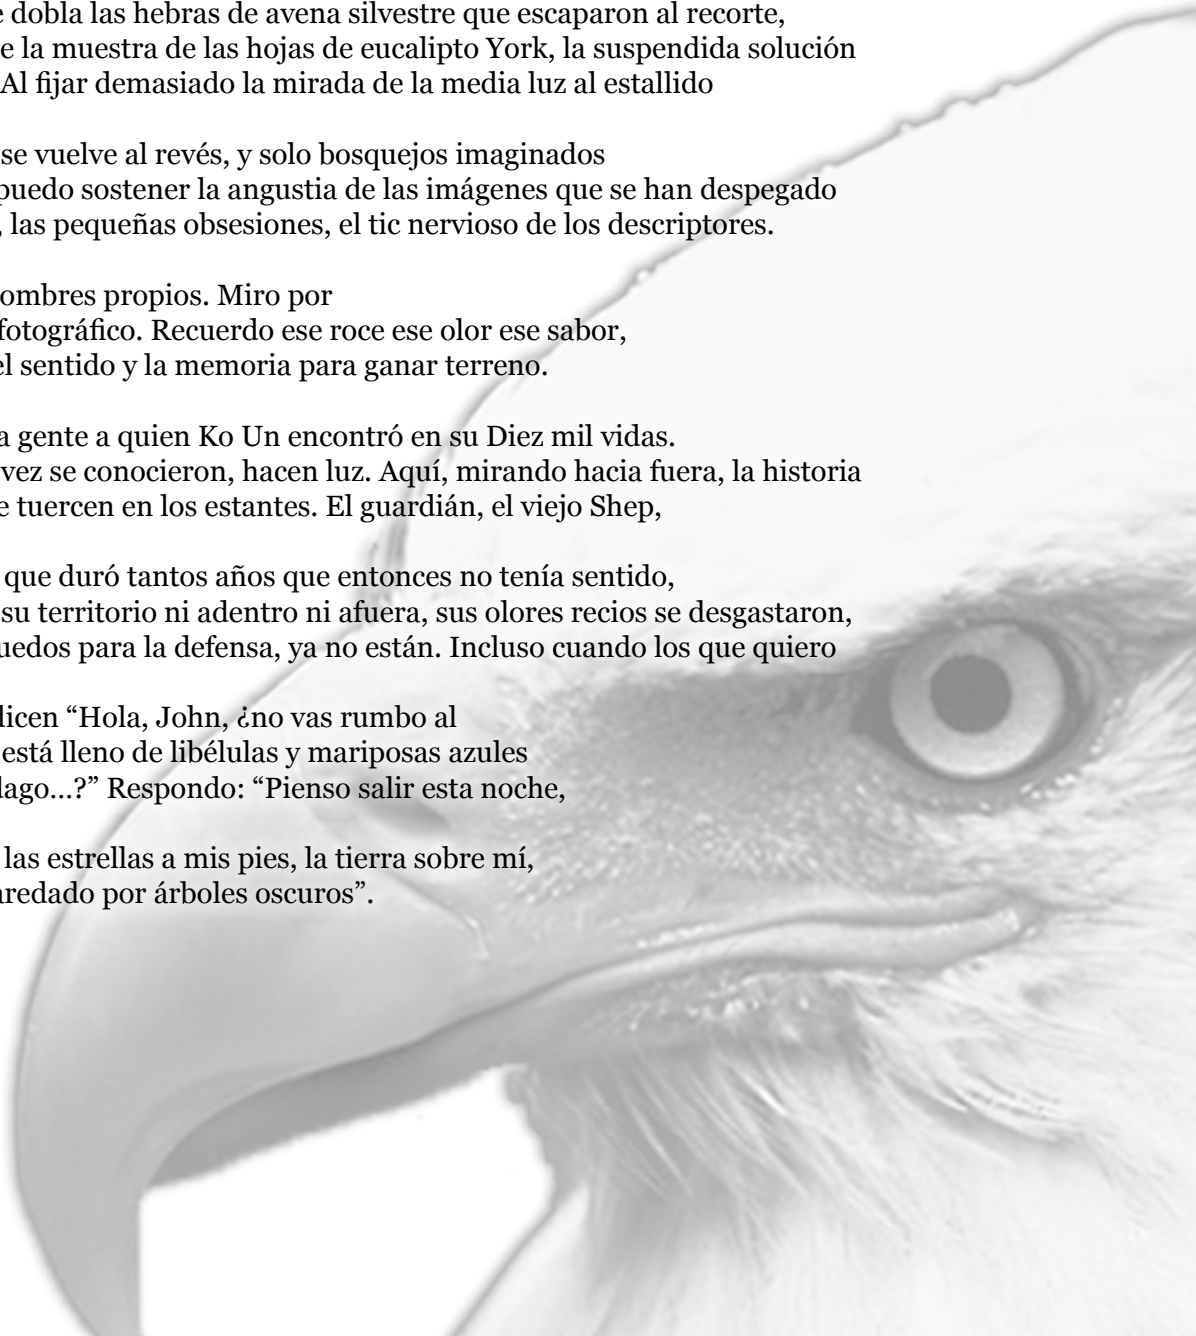 dobla las hebras de avena silvestre que escaparon al recorte,
la muestra de las hojas de eucalipto York, la suspendida solución
Al fijar demasiado la mirada de la media luz al estallido
se vuelve al revés, y solo bosquejos imaginados
puedo sostener la angustia de las imágenes que se han despegado
, las pequeñas obsesiones, el tic nervioso de los descriptores.
ombres propios. Miro por
fotográfico. Recuerdo ese roce ese olor ese sabor,
el sentido y la memoria para ganar terreno.
a gente a quien Ko Un encontró en su Diez mil vidas.
vez se conocieron, hacen luz. Aquí, mirando hacia fuera, la historia
e tuercen en los estantes. El guardián, el viejo Shep,
que duró tantos años que entonces no tenía sentido,
su territorio ni adentro ni afuera, sus olores recios se desgastaron,
uedos para la defensa, ya no están. Incluso cuando los que quiero
dicen “Hola, John, ¿no vas rumbo al
está lleno de libélulas y mariposas azules
lago...?” Respondo: “Pienso salir esta noche,
las estrellas a mis pies, la tierra sobre mí,
aredado por árboles oscuros”.